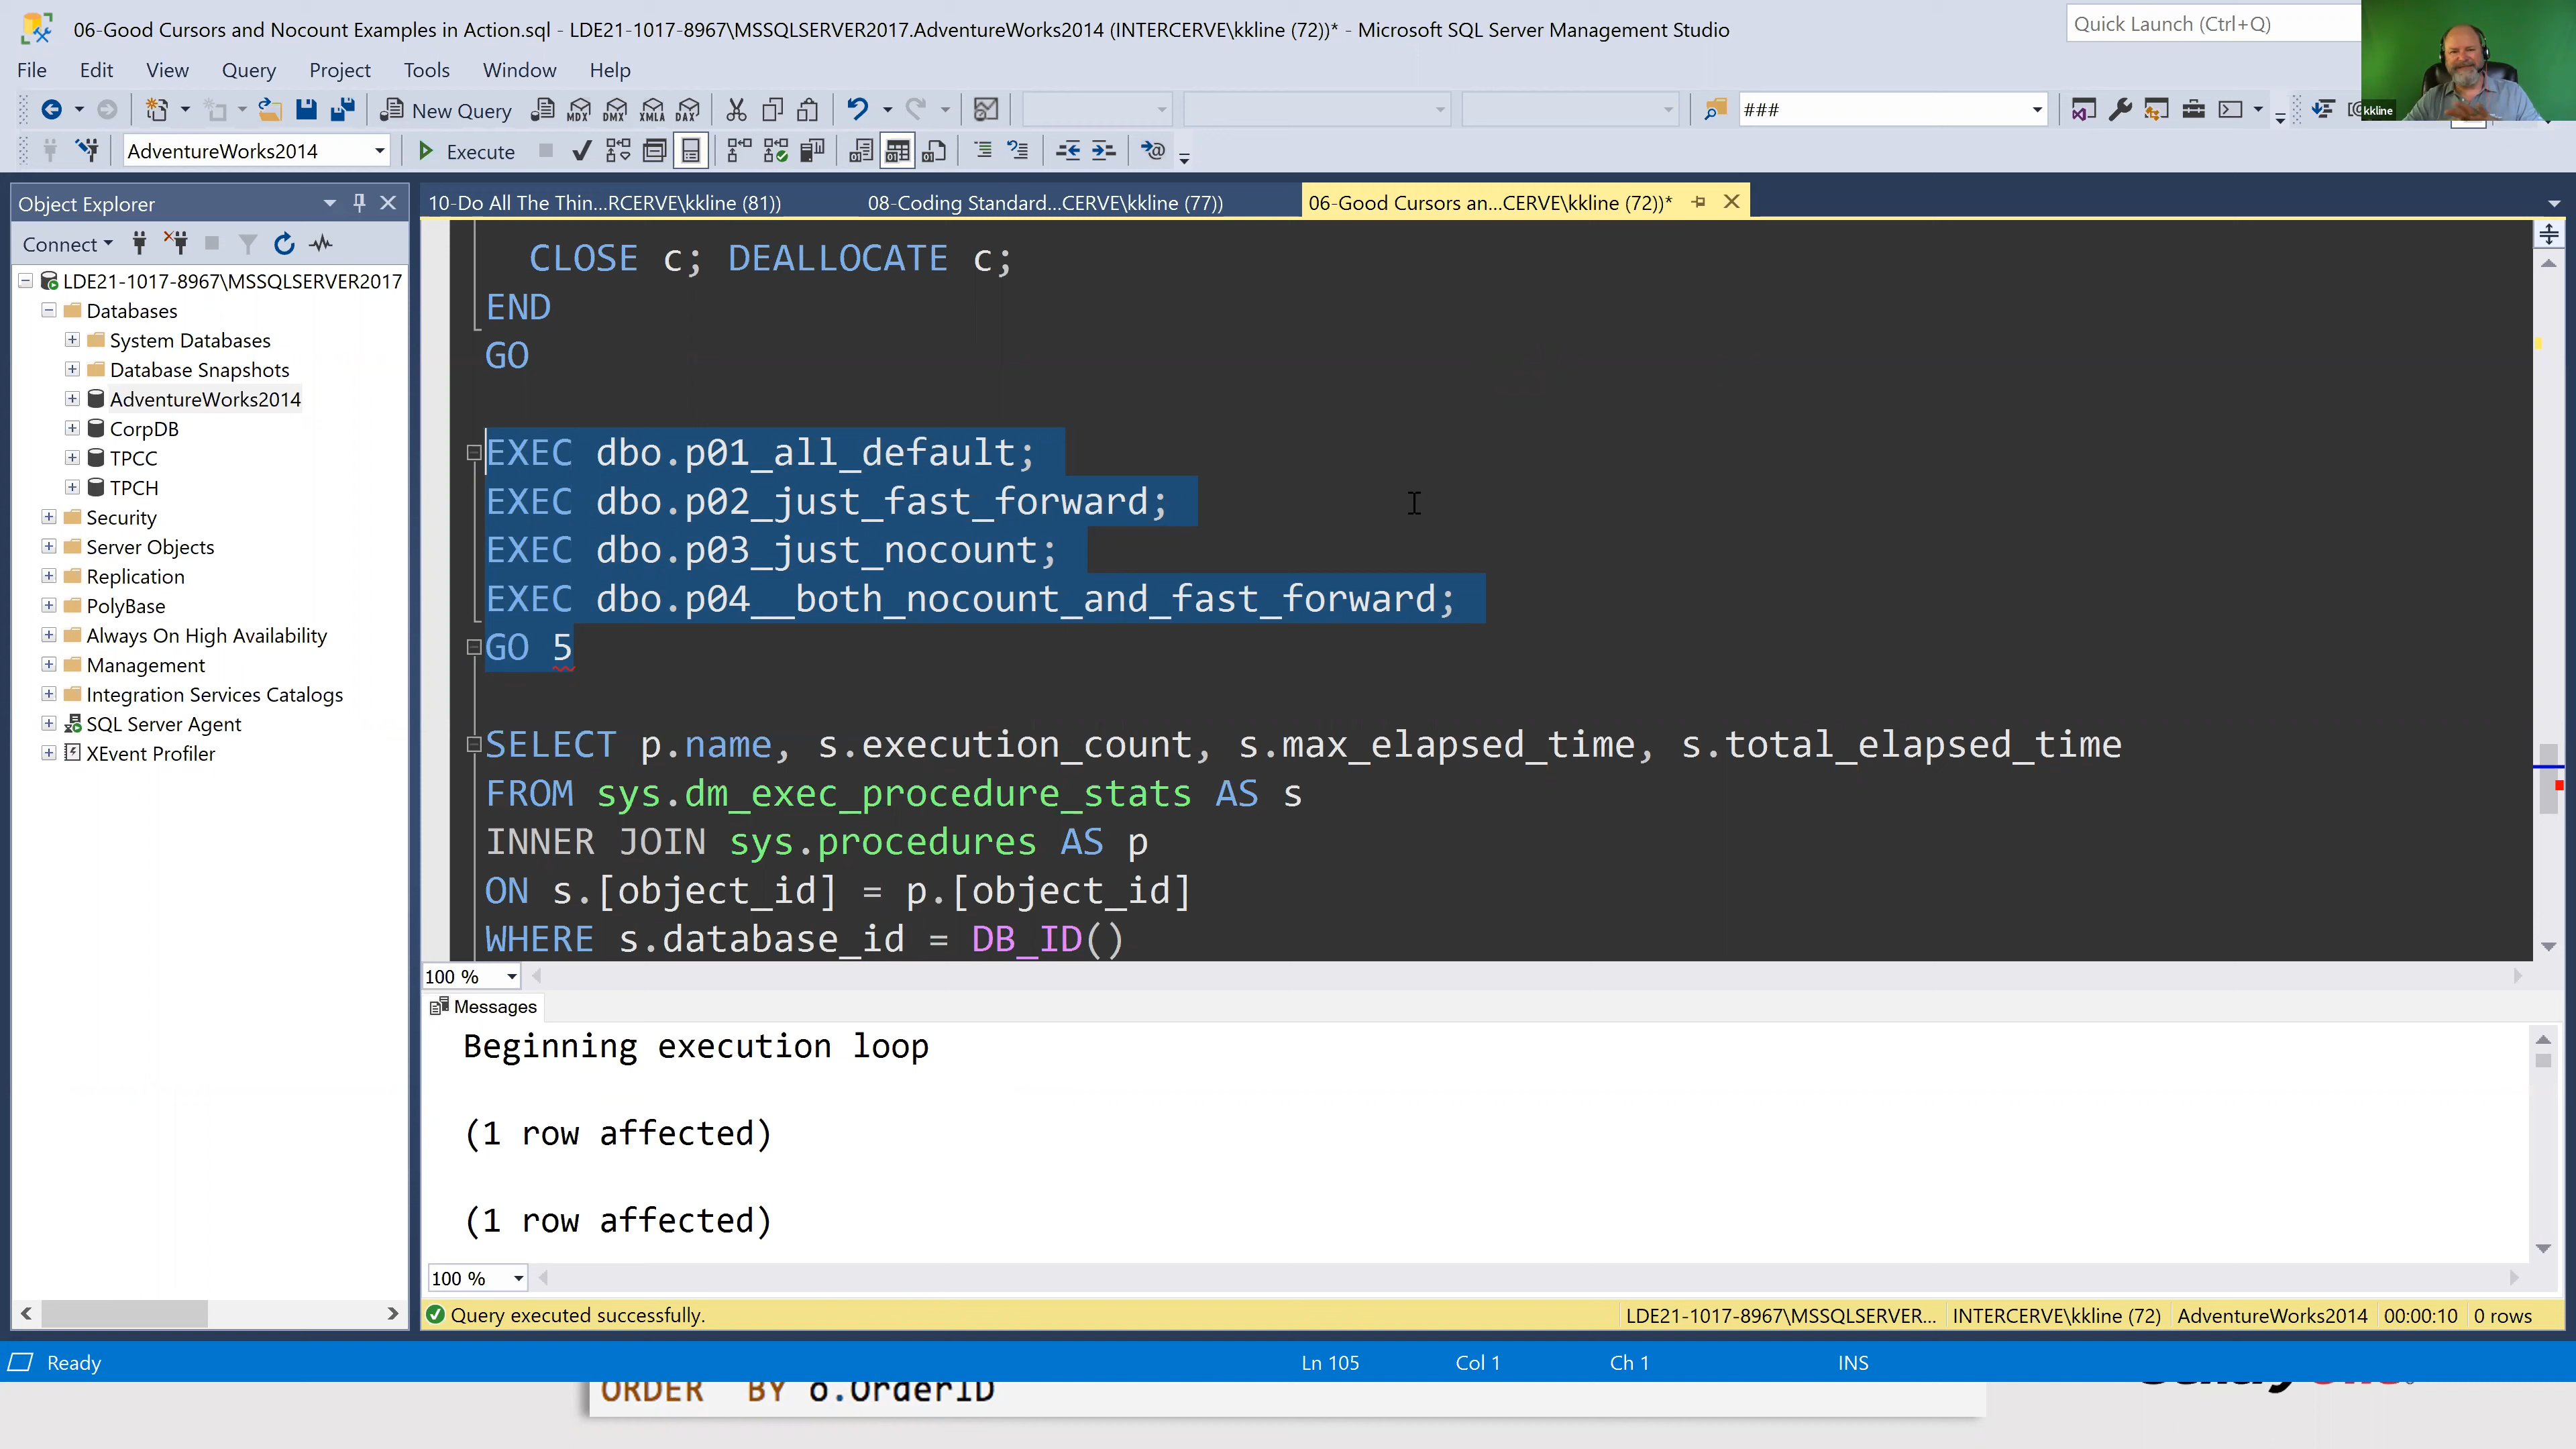 06-Good Cursors and Nocount Examples in Action.sql - LDE21-1017-8967\MSSQLSERVER2017.AdventureWorks2014 (INTERCERVE\kkline (72))* - Microsoft SQL Server Management Studio
Quick Launch (Ctrl+Q)
File Edit View Query Project Tools Window Help
New Query MDX DMX XMLA DAX ###
kkline
AdventureWorks2014 Execute
Object Explorer
10-Do All The Thin...RCERVE\kkline (81)) 08-Coding Standard...CERVE\kkline (77)) 06-Good Cursors an...CERVE\kkline (72))*
Connect
LDE21-1017-8967\MSSQLSERVER2017
Databases
System Databases
Database Snapshots
AdventureWorks2014
CorpDB
TPCC
TPCH
Security
Server Objects
Replication
PolyBase
Always On High Availability
Management
Integration Services Catalogs
SQL Server Agent
XEvent Profiler
CLOSE c; DEALLOCATE c;
END
GO
EXEC dbo.p01_all_default;
EXEC dbo.p02_just_fast_forward;
EXEC dbo.p03_just_nocount;
EXEC dbo.p04__both_nocount_and_fast_forward;
GO 5
SELECT p.name, s.execution_count, s.max_elapsed_time, s.total_elapsed_time
FROM sys.dm_exec_procedure_stats AS s
INNER JOIN sys.procedures AS p
ON s.[object_id] = p.[object_id]
WHERE s.database_id = DB_ID()
100 %
Messages
Beginning execution loop
(1 row affected)
(1 row affected)
100 %
Query executed successfully. LDE21-1017-8967\MSSQLSERVER... INTERCERVE\kkline (72) AdventureWorks2014 00:00:10 0 rows
Ready Ln 105 Col 1 Ch 1 INS
ORDER BY o.OrderID